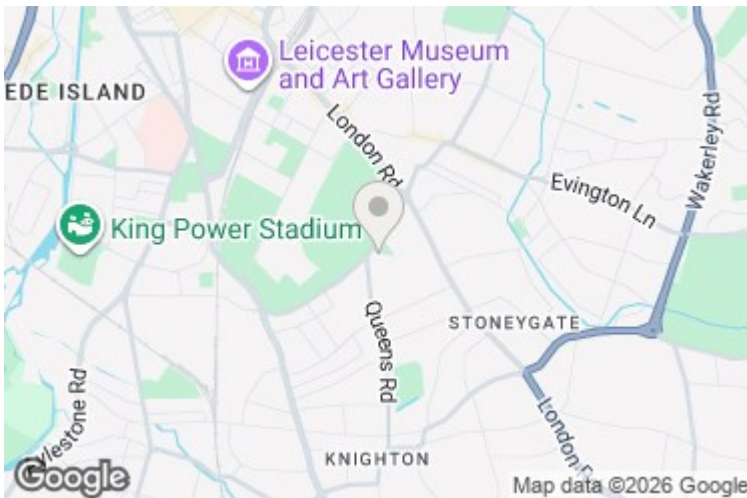 Leicester Museum
and Art Gallery
EDE ISLAND
London Rd
Wakerley Rd
Evington Ln
King Power Stadium
STONEYGATE
Queens Rd
ylestone Rd
London R
KNIGHTON
Google
Map data ©2026 Google